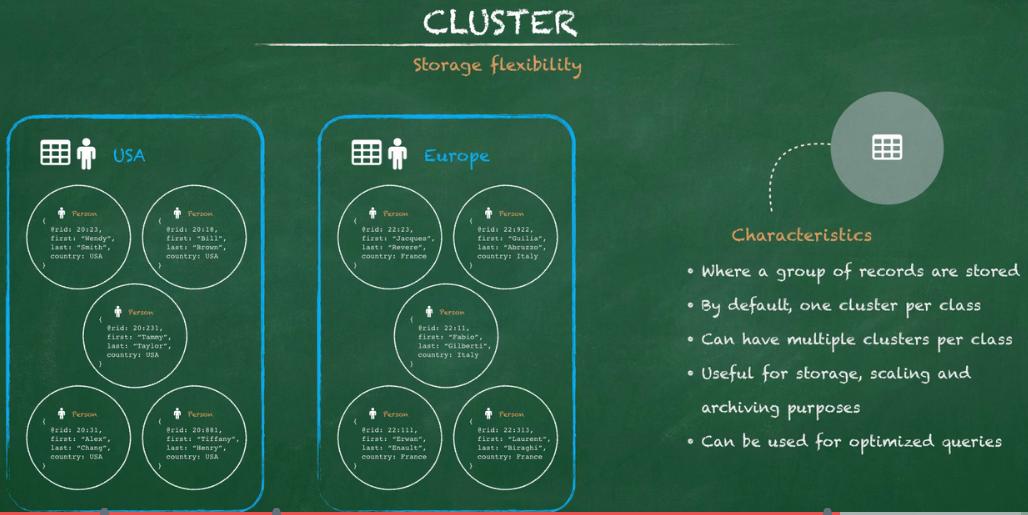 CLUSTER
Storage flexibility
USA
Person
{
@rid: 20:23,
first: "Wendy",
last: "Smith",
country: USA
}
Person
{
@rid: 20:18,
first: "Bill",
last: "Brown",
country: USA
}
Person
{
@rid: 20:231,
first: "Tammy",
last: "Taylor",
country: USA
}
Person
{
@rid: 20:31,
first: "Alex",
last: "Chang",
country: USA
}
Person
{
@rid: 20:881,
first: "Tiffany",
last: "Henry",
country: USA
}
Europe
Person
{
@rid: 22:23,
first: "Jacques",
last: "Revere",
country: France
}
Person
{
@rid: 22:922,
first: "Guilia",
last: "Abruzzo",
country: Italy
}
Person
{
@rid: 22:11,
first: "Fabio",
last: "Gilberti",
country: Italy
}
Person
{
@rid: 22:111,
first: "Erwan",
last: "Enault",
country: France
}
Person
{
@rid: 22:313,
first: "Laurent",
last: "Biraghi",
country: France
}
Characteristics
• Where a group of records are stored
• By default, one cluster per class
• Can have multiple clusters per class
• Useful for storage, scaling and
archiving purposes
• Can be used for optimized queries